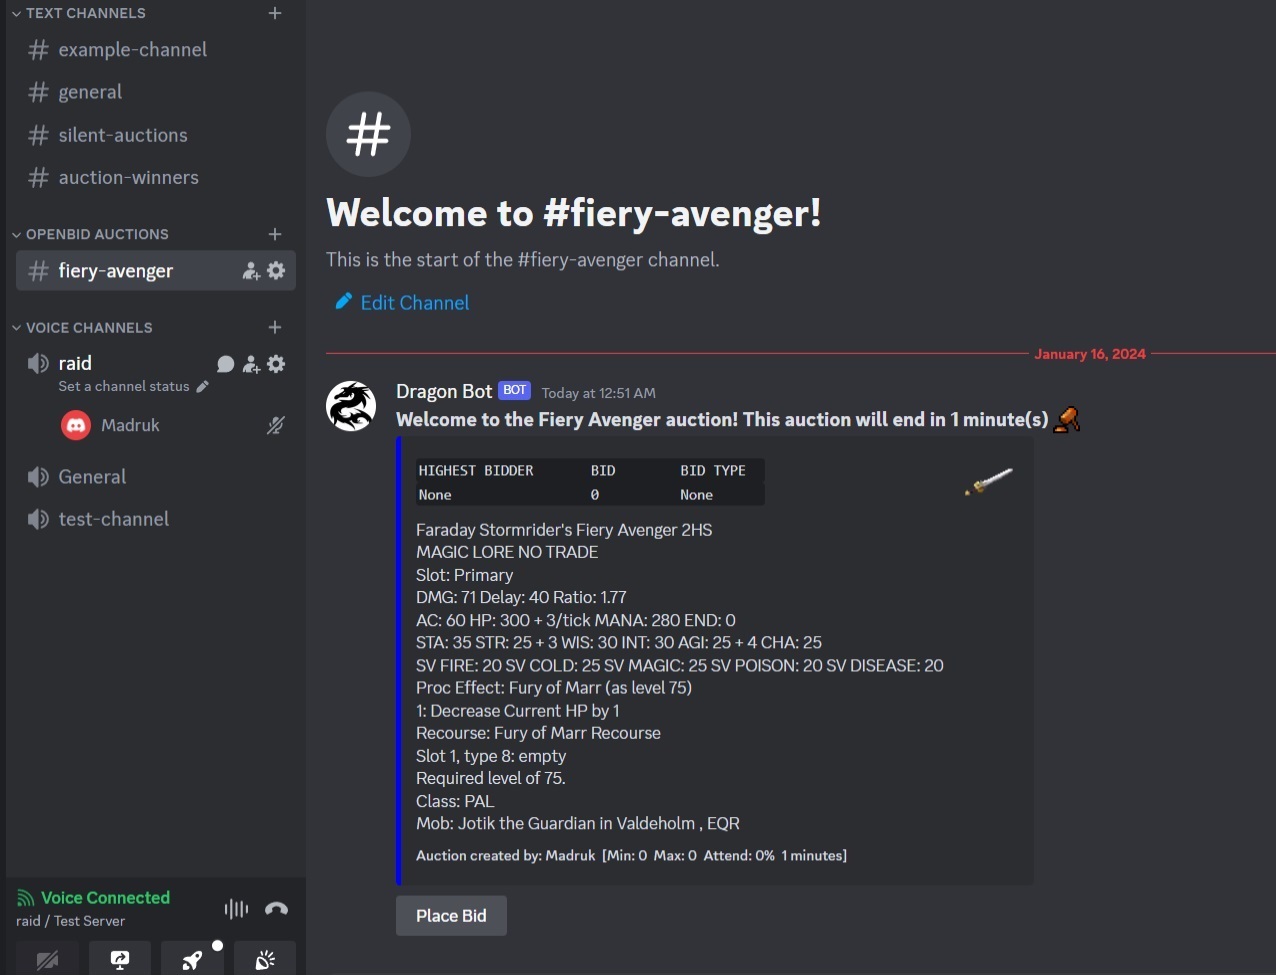 TEXT CHANNELS
# example-channel
# general
# silent-auctions
# auction-winners
OPENBID AUCTIONS
# fiery-avenger
VOICE CHANNELS
raid
Set a channel status
Madruk
General
test-channel
Voice Connected
raid / Test Server
#
Welcome to #fiery-avenger!
This is the start of the #fiery-avenger channel.
Edit Channel
January 16, 2024
Dragon Bot BOT Today at 12:51 AM
Welcome to the Fiery Avenger auction! This auction will end in 1 minute(s)
HIGHEST BIDDER BID BID TYPE
None 0 None
Faraday Stormrider's Fiery Avenger 2HS
MAGIC LORE NO TRADE
Slot: Primary
DMG: 71 Delay: 40 Ratio: 1.77
AC: 60 HP: 300 + 3/tick MANA: 280 END: 0
STA: 35 STR: 25 + 3 WIS: 30 INT: 30 AGI: 25 + 4 CHA: 25
SV FIRE: 20 SV COLD: 25 SV MAGIC: 25 SV POISON: 20 SV DISEASE: 20
Proc Effect: Fury of Marr (as level 75)
1: Decrease Current HP by 1
Recourse: Fury of Marr Recourse
Slot 1, type 8: empty
Required level of 75.
Class: PAL
Mob: Jotik the Guardian in Valdeholm , EQR
Auction created by: Madruk [Min: 0 Max: 0 Attend: 0% 1 minutes]
Place Bid